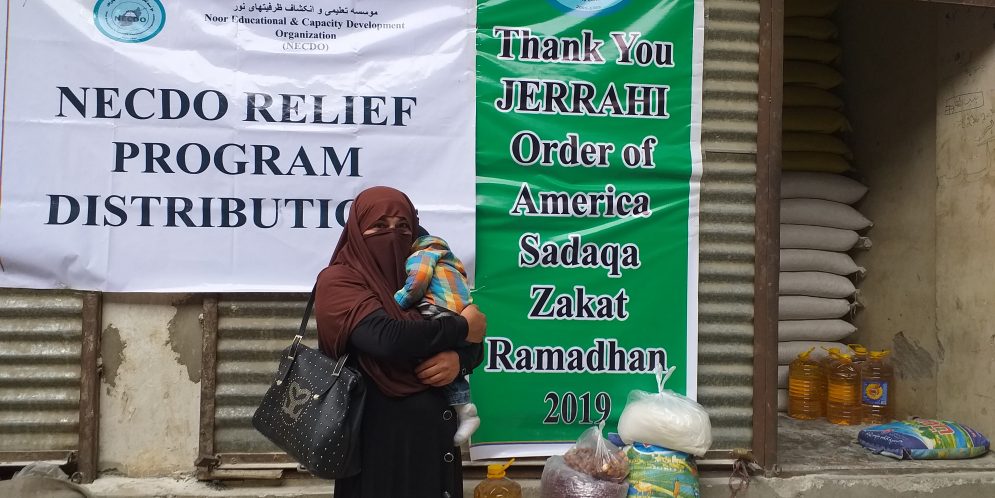 NECDO
موسسه تعلیمی و انکشاف ظرفیتهای نور
Noor Educational & Capacity Development
Organization
(NECDO)
NECDO RELIEF
PROGRAM
DISTRIBUTIO
Thank You
JERRAHI
Order of
America
Sadaqa
Zakat
Ramadhan
2019